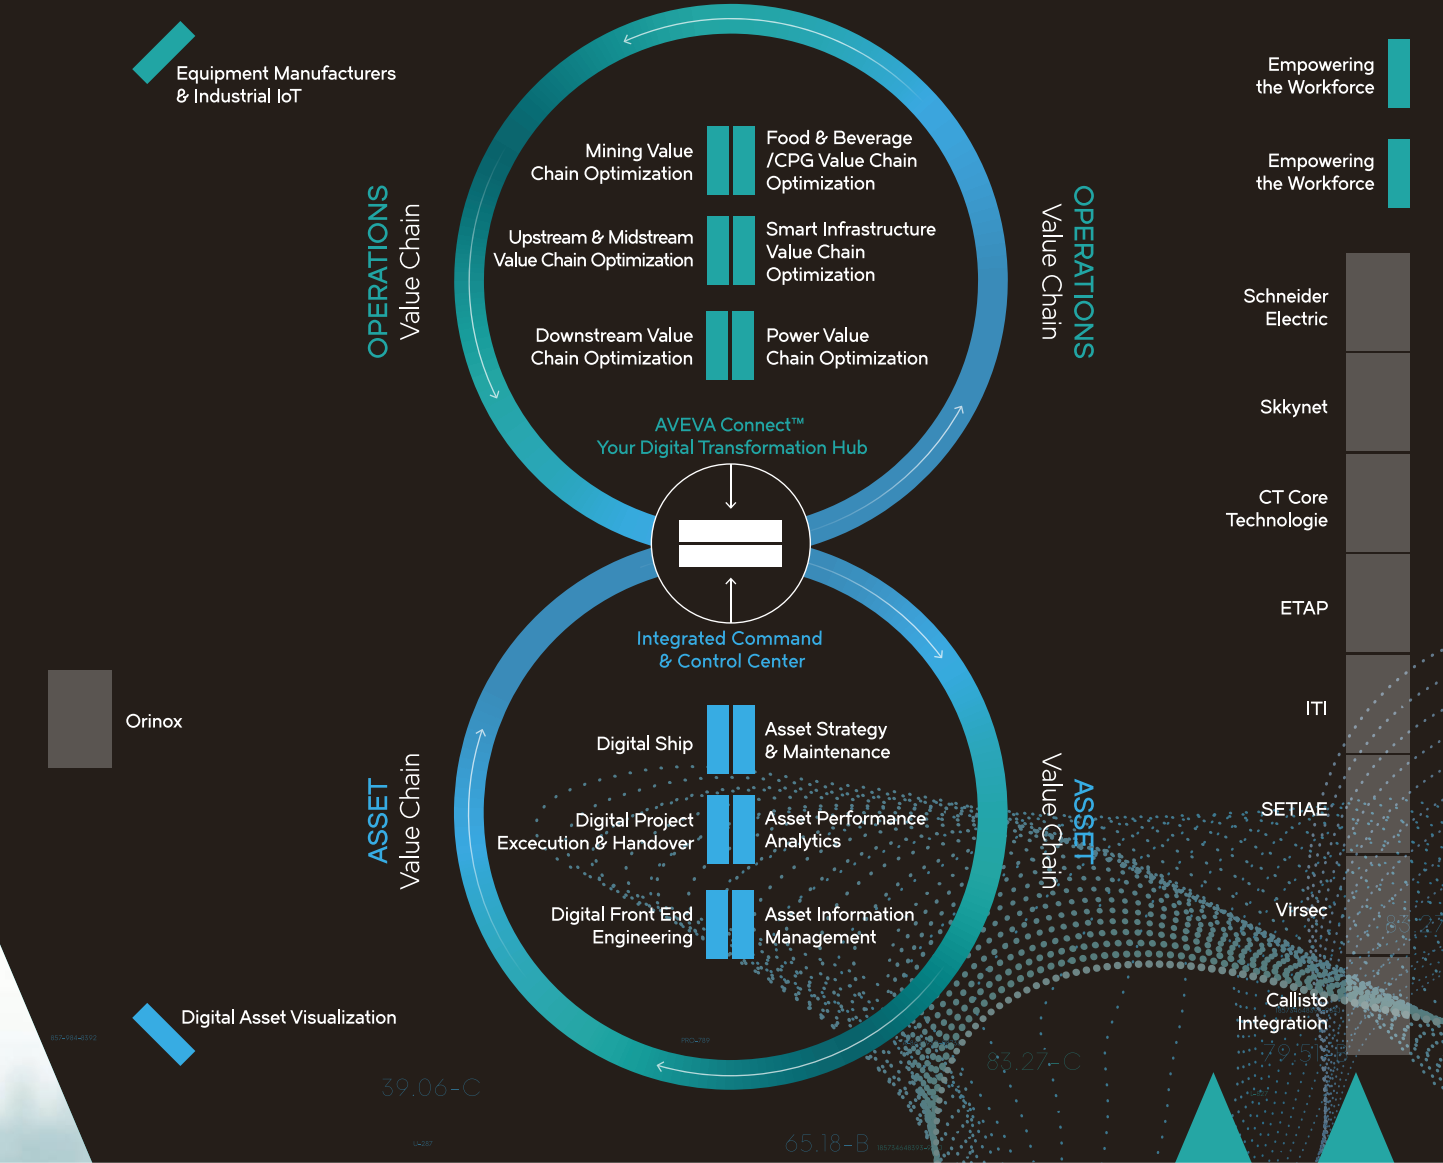 Equipment Manufacturers
& Industrial IoT
Empowering
the Workforce
Empowering
the Workforce
OPERATIONS
Value Chain
Mining Value
Chain Optimization
Food & Beverage
/CPG Value Chain
Optimization
Upstream & Midstream
Value Chain Optimization
Smart Infrastructure
Value Chain
Optimization
Downstream Value
Chain Optimization
Power Value
Chain Optimization
OPERATIONS
Value Chain
AVEVA Connect™
Your Digital Transformation Hub
Integrated Command
& Control Center
Schneider
Electric
Skkynet
CT Core
Technologie
ETAP
ITI
SETIAE
Virsec
Callisto
Integration
Orinox
ASSET
Value Chain
Digital Ship
Asset Strategy
& Maintenance
Digital Project
Excecution & Handover
Asset Performance
Analytics
Digital Front End
Engineering
Asset Information
Management
ASSET
Value Chain
Digital Asset Visualization
39.06-C
83.27-C
65.18-B